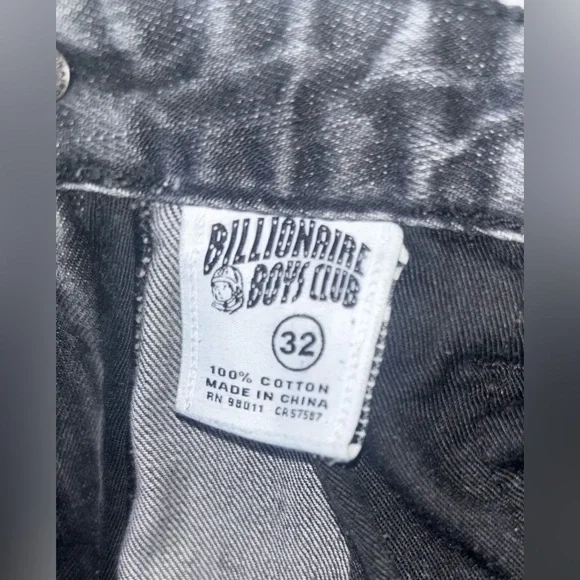 BILLIONAIRE
BOYS CLUB
32
100% COTTON
MADE IN CHINA
RN 98011 CA57587